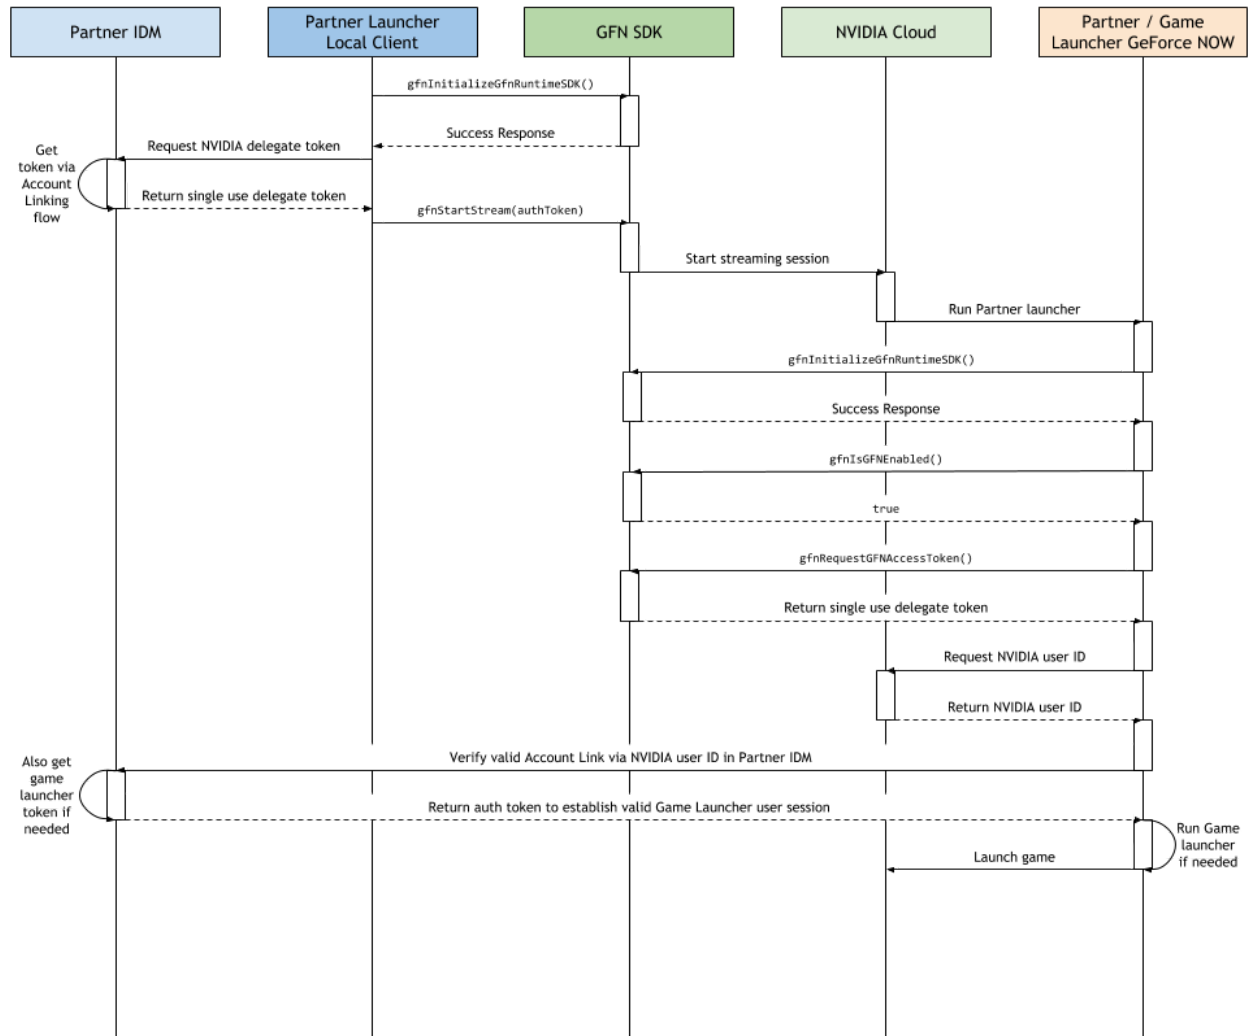 Partner IDM
Partner Launcher
Local Client
GFN SDK
NVIDIA Cloud
Partner / Game
Launcher GeForce NOW
gfnInitializeGfnRuntimeSDK()
Success Response
Request NVIDIA delegate token
Get
token via
Account
Linking
flow
Return single use delegate token
gfnStartStream(authToken)
Start streaming session
Run Partner launcher
gfnInitializeGfnRuntimeSDK()
Success Response
gfnIsGFNEnabled()
true
gfnRequestGFNAccessToken()
Return single use delegate token
Request NVIDIA user ID
Return NVIDIA user ID
Verify valid Account Link via NVIDIA user ID in Partner IDM
Also get
game
launcher
token if
needed
Return auth token to establish valid Game Launcher user session
Run Game
launcher
if needed
Launch game